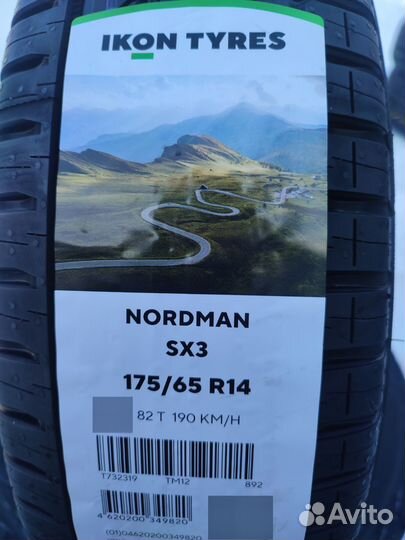 IKON TYRES
NORDMAN
SX3
175/65 R14
82 T 190 KM/H
T732319 TM12 892
4 620200 349820
(01)04620200349820
Avito